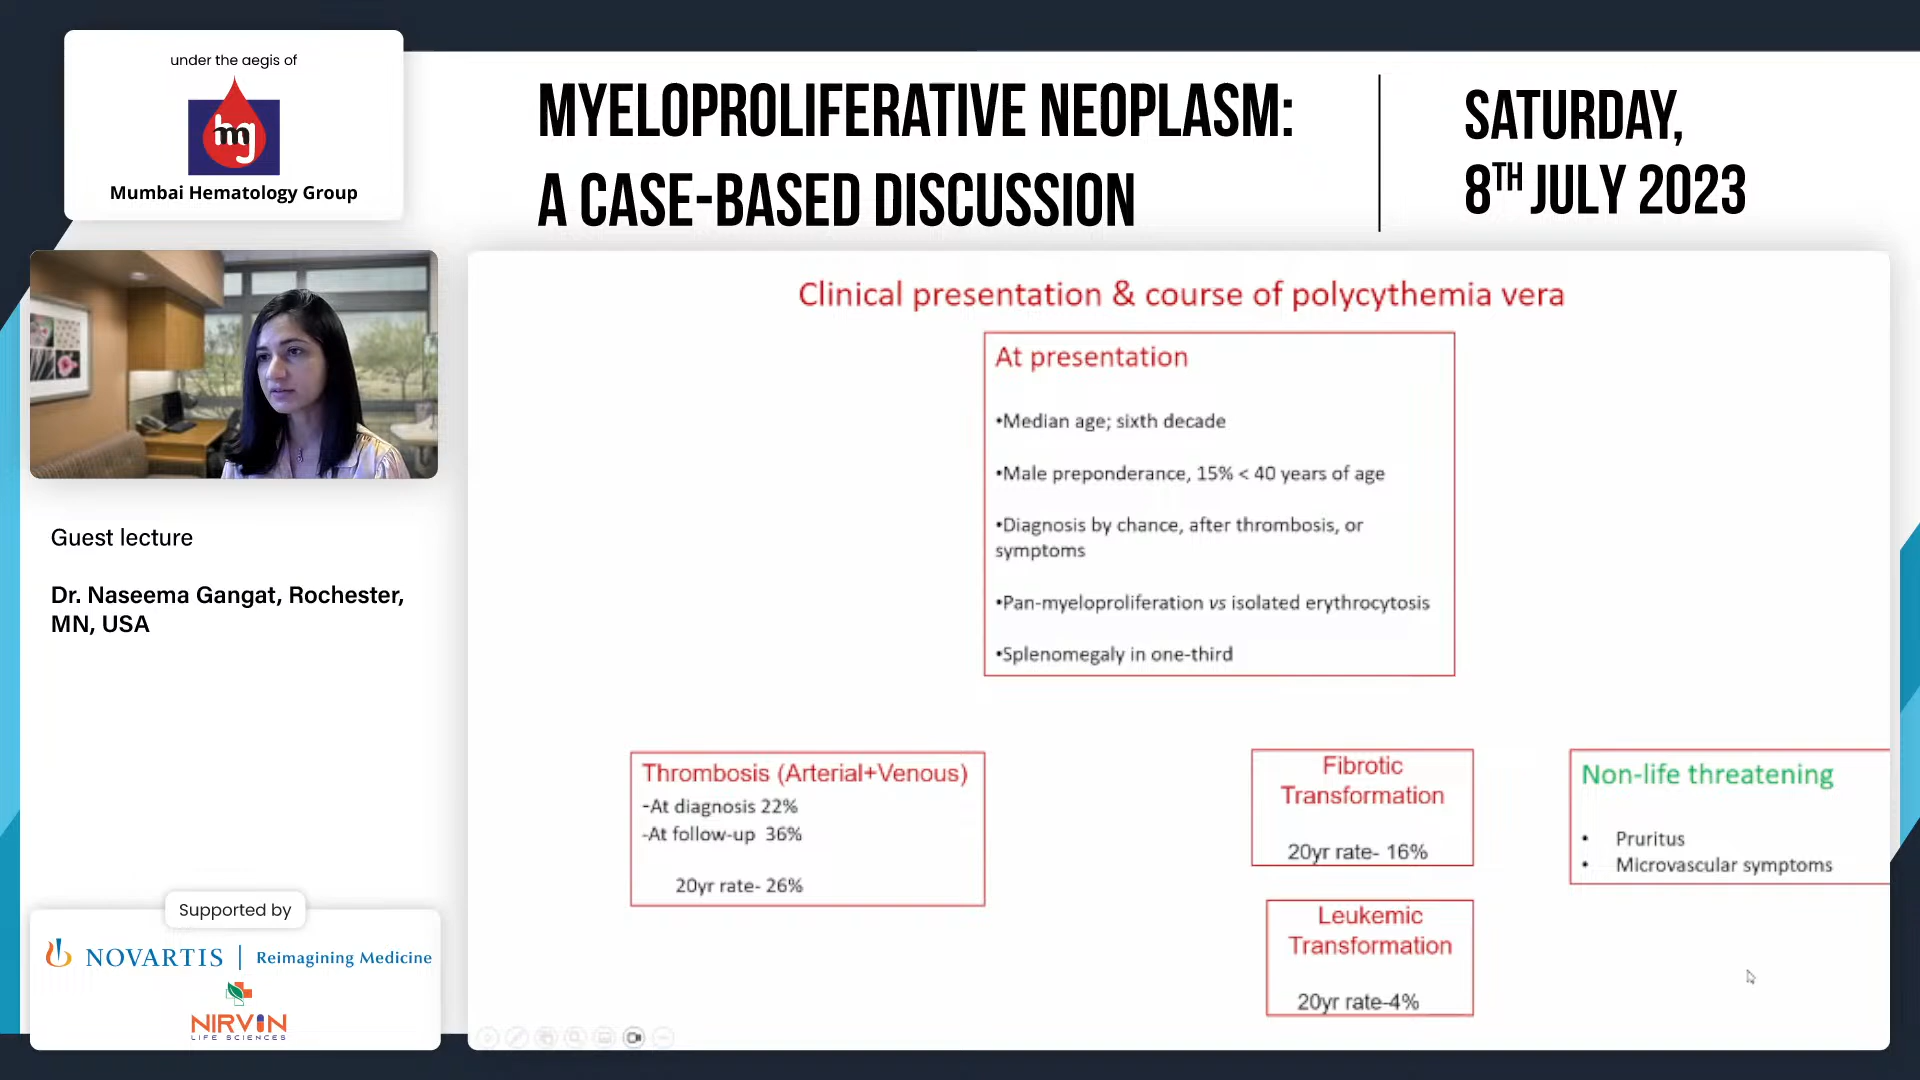 under the aegis of
mg
Mumbai Hematology Group
MYELOPROLIFERATIVE NEOPLASM:
A CASE-BASED DISCUSSION
SATURDAY,
8TH JULY 2023
Guest lecture
Dr. Naseema Gangat, Rochester,
MN, USA
Supported by
NOVARTIS | Reimagining Medicine
NIRVIN
LIFE SCIENCES
Clinical presentation & course of polycythemia vera
At presentation
•Median age; sixth decade
•Male preponderance, 15% < 40 years of age
•Diagnosis by chance, after thrombosis, or
symptoms
•Pan-myeloproliferation vs isolated erythrocytosis
•Splenomegaly in one-third
Thrombosis (Arterial+Venous)
-At diagnosis 22%
-At follow-up 36%
20yr rate- 26%
Fibrotic
Transformation
20yr rate- 16%
Leukemic
Transformation
20yr rate-4%
Non-life threatening
• Pruritus
• Microvascular symptoms